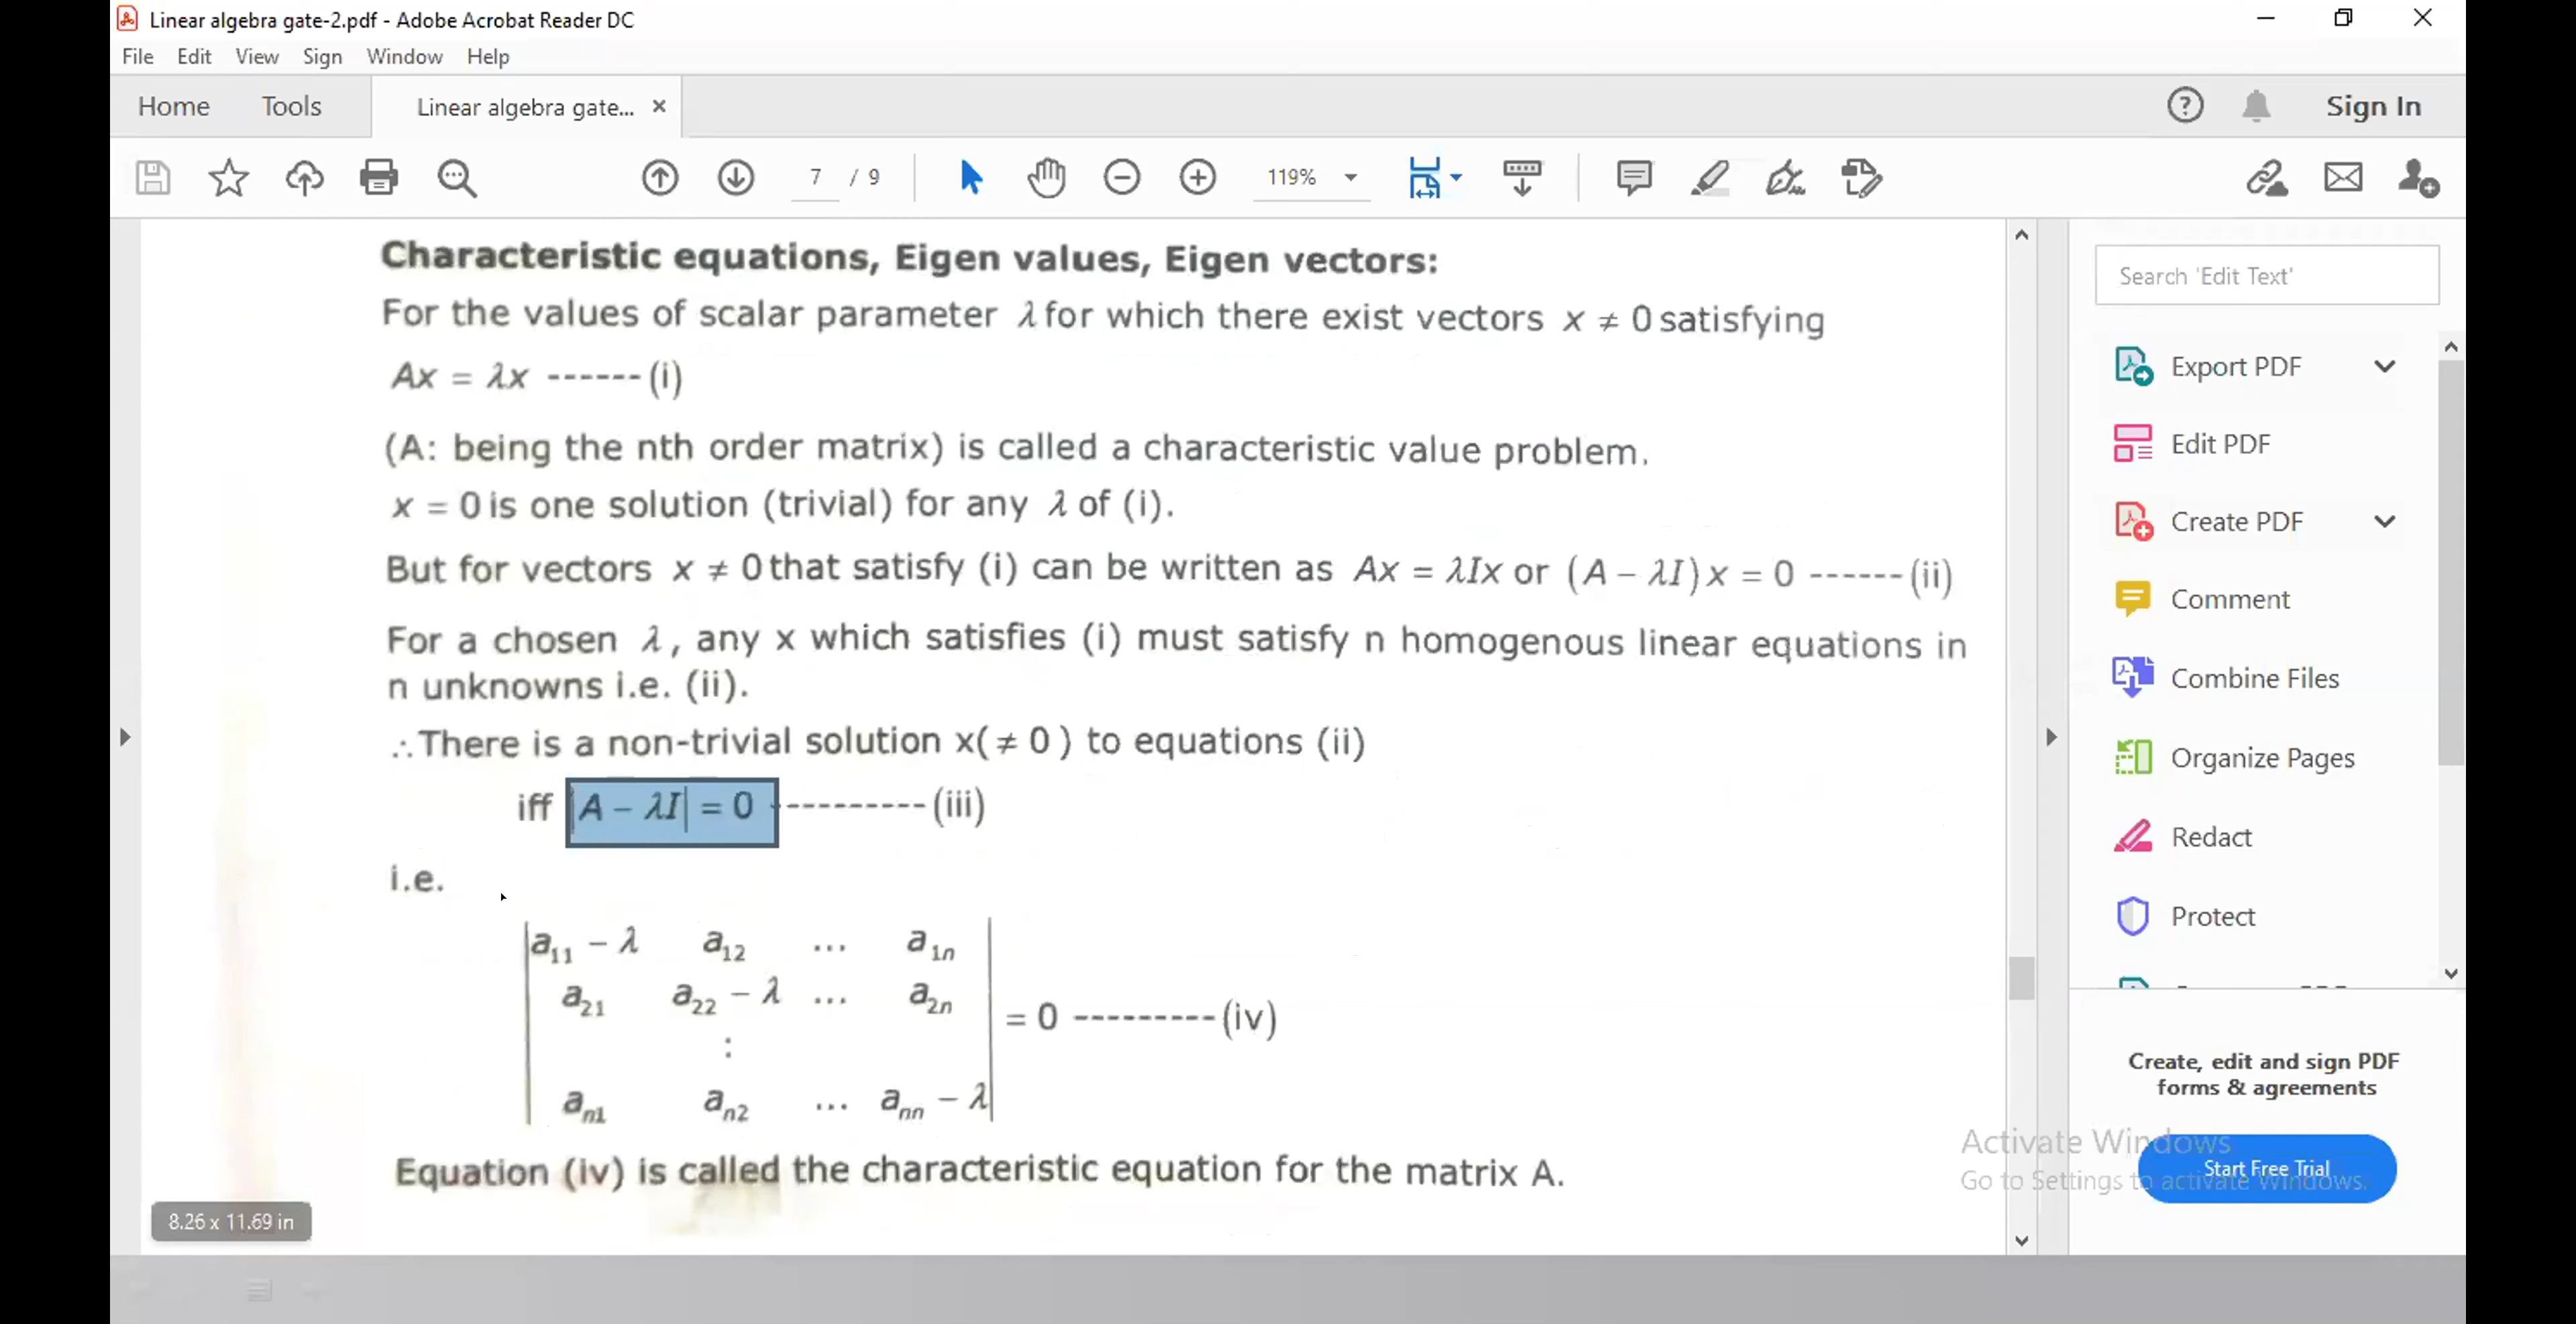 Linear algebra gate-2.pdf - Adobe Acrobat Reader DC
File Edit View Sign Window Help
Home Tools Linear algebra gate... × Sign In
7 / 9 119%
Characteristic equations, Eigen values, Eigen vectors:
For the values of scalar parameter λ for which there exist vectors x ≠ 0 satisfying
Ax = λx ------(i)
(A: being the nth order matrix) is called a characteristic value problem.
x = 0 is one solution (trivial) for any λ of (i).
But for vectors x ≠ 0 that satisfy (i) can be written as Ax = λIx or (A − λI)x = 0 ------(ii)
For a chosen λ, any x which satisfies (i) must satisfy n homogenous linear equations in
n unknowns i.e. (ii).
∴There is a non-trivial solution x(≠ 0) to equations (ii)
iff |A − λI| = 0 ----------(iii)
i.e.
|a₁₁ − λ a₁₂ ... a₁ₙ|
|a₂₁ a₂₂ − λ ... a₂ₙ| = 0 ---------(iv)
:
|aₙ₁ aₙ₂ ... aₙₙ − λ|
Equation (iv) is called the characteristic equation for the matrix A.
8.26 x 11.69 in
Search 'Edit Text'
Export PDF
Edit PDF
Create PDF
Comment
Combine Files
Organize Pages
Redact
Protect
Create, edit and sign PDF
forms & agreements
Start Free Trial
Activate Windows
Go to Settings to activate Windows.